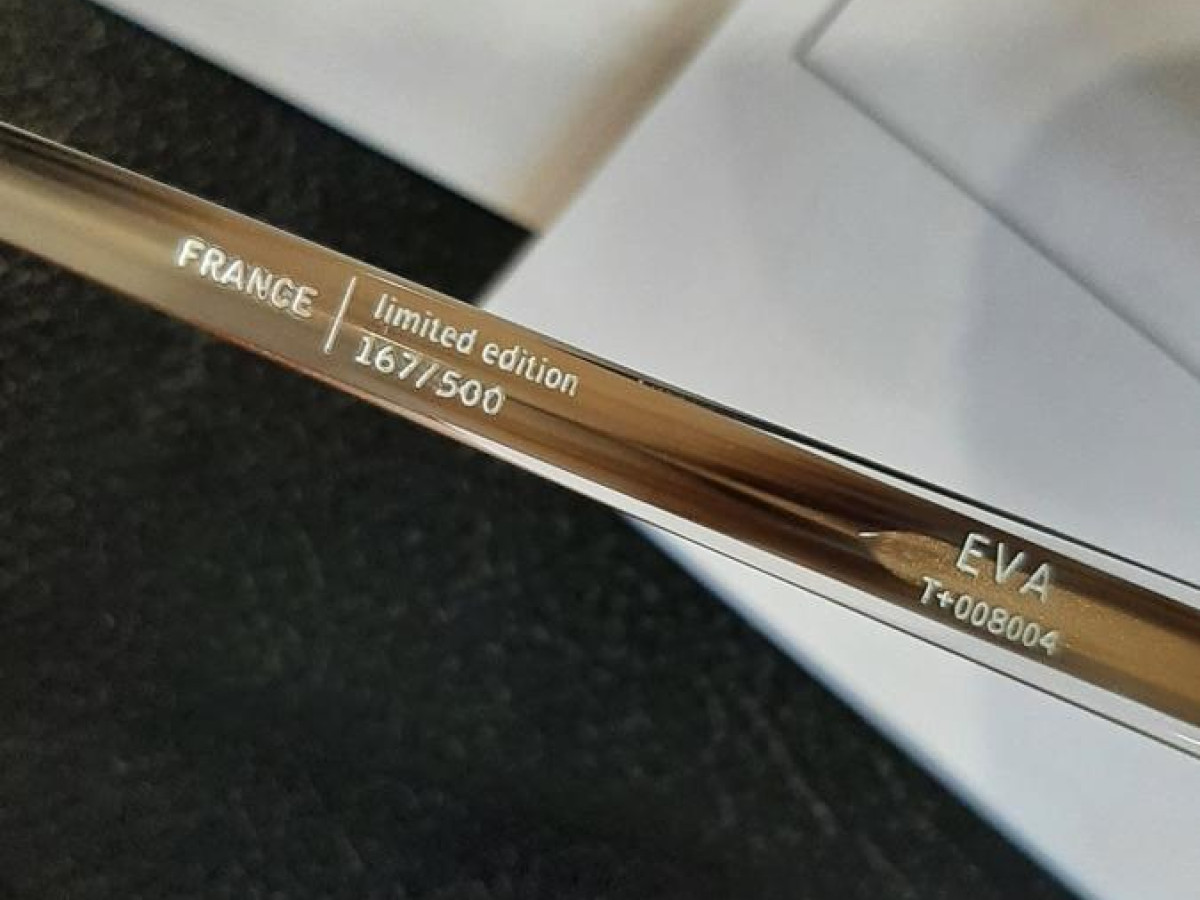 FRANCE
limited edition
167/500
EVA
T+008004